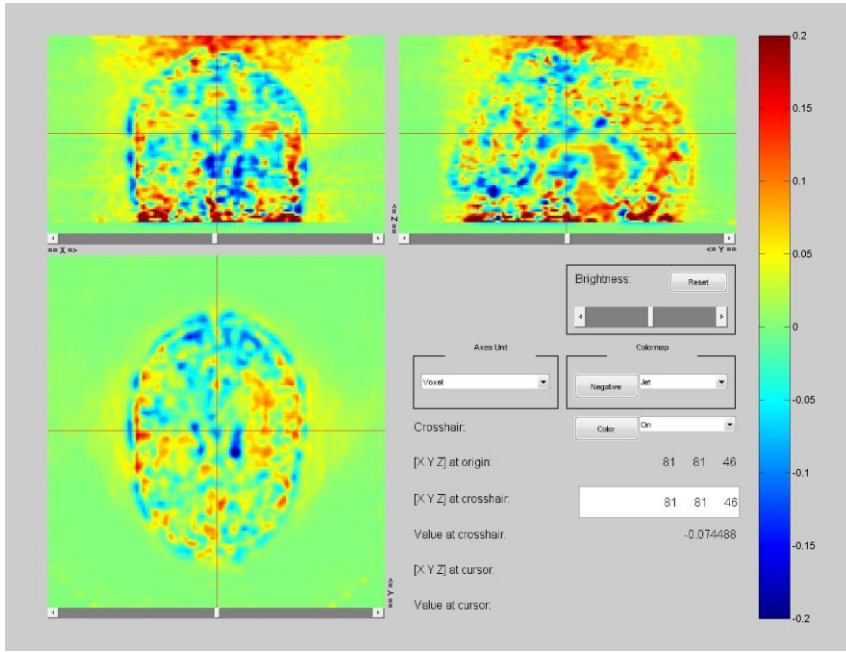 0.2
0.15
0.1
0.05
0
-0.05
-0.1
-0.15
-0.2
<= Z ==
== X =>
<= Y ==
== Y =>
Brightness:
Reset
Axes Unit
Colormap
Voxel
Negative
Jet
Crosshair:
Color
On
[X Y Z] at origin:
81 81 46
[X Y Z] at crosshair:
81 81 46
Value at crosshair:
-0.074488
[X Y Z] at cursor:
Value at cursor: